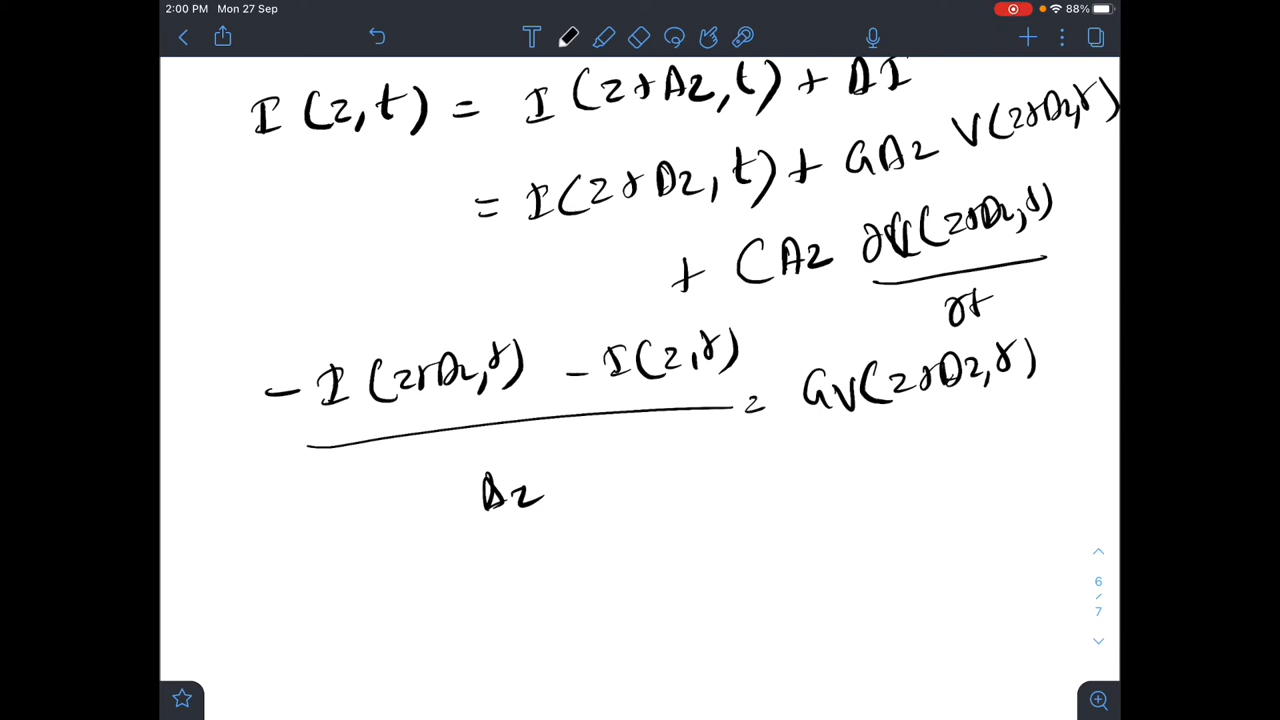 2:00 PM Mon 27 Sep 88%
T
I (z,t) = I (z+Δz,t) + ΔI
= I(z+Δz,t) + GΔz V(z+Δz,t)
+ CΔz ∂V(z+Δz,t)
∂t
- I (z+Δz,t) - I(z,t) = GV(z+Δz,t)
Δz
6
/
7